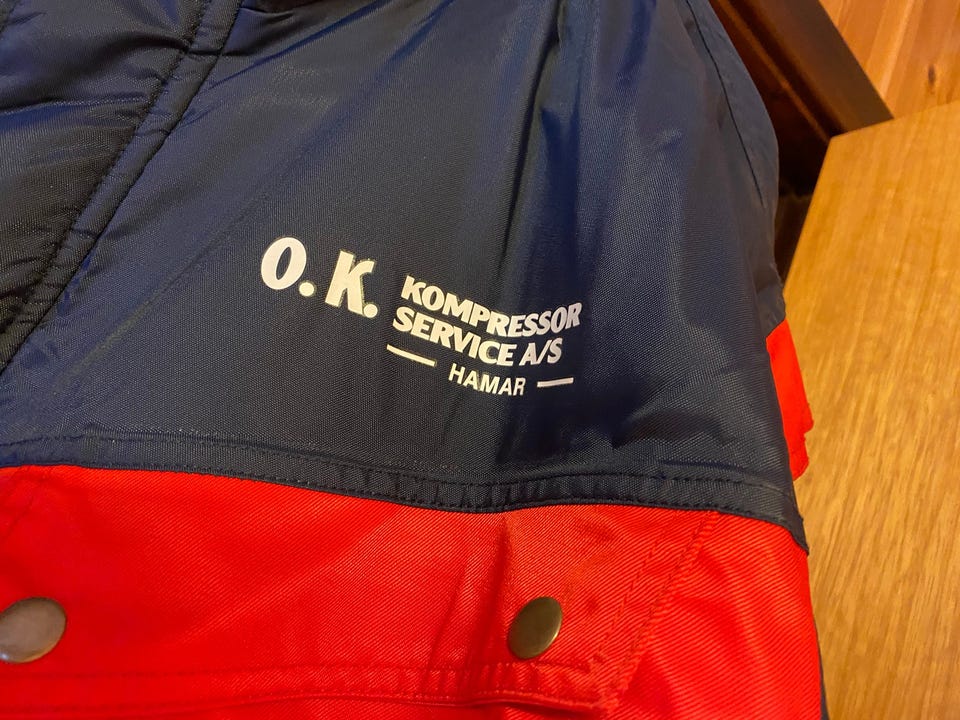 O.K. KOMPRESSOR
SERVICE A/S
— HAMAR —